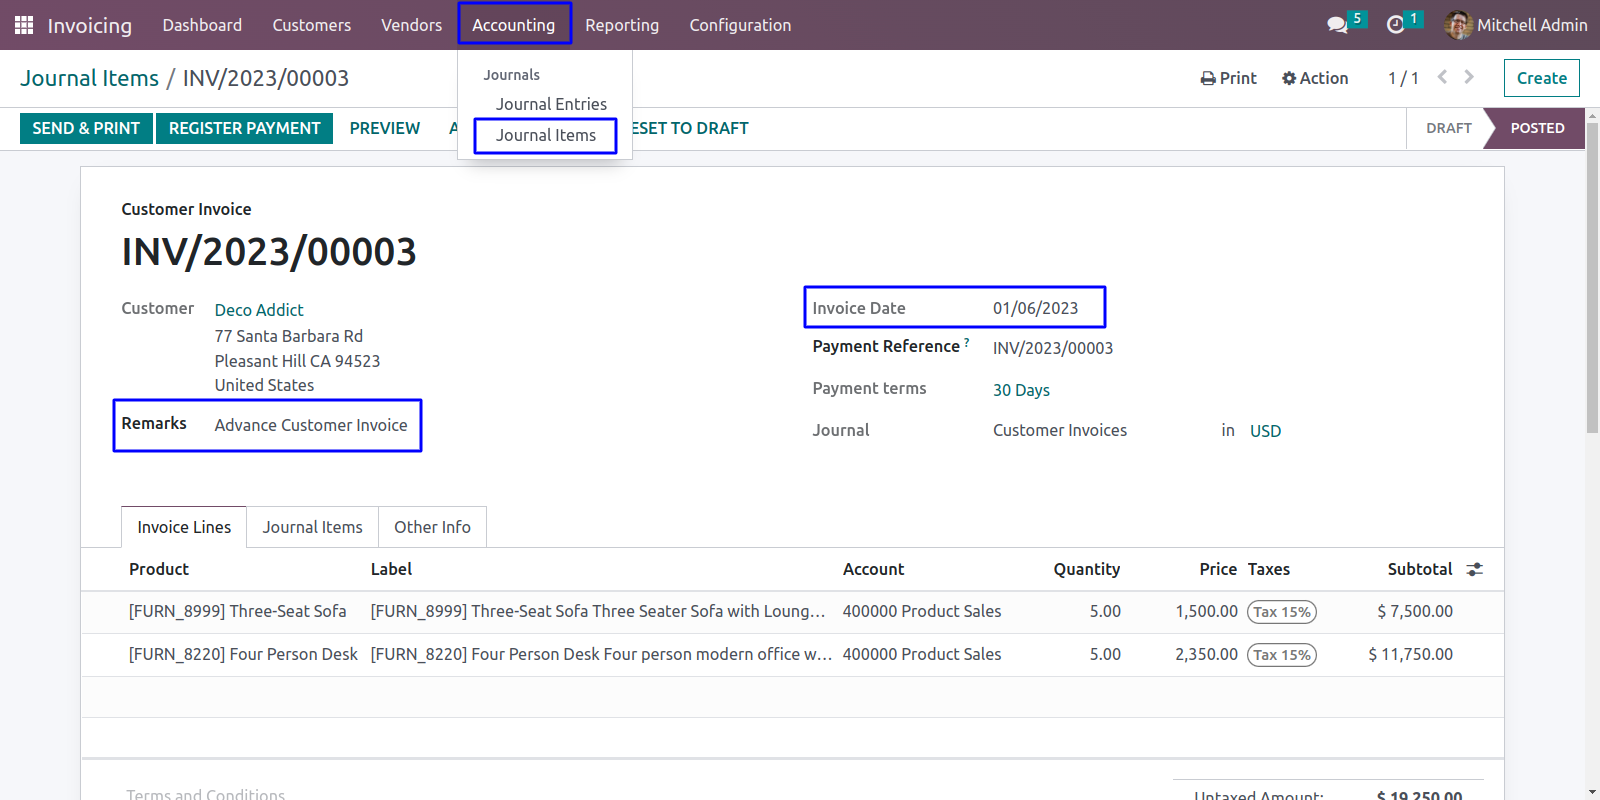 Invoicing Dashboard Customers Vendors Accounting Reporting Configuration 5 1 Mitchell Admin
Journals
Journal Entries
Journal Items
Journal Items / INV/2023/00003 Print Action 1 / 1 Create
SEND & PRINT REGISTER PAYMENT PREVIEW ESET TO DRAFT DRAFT POSTED
Customer Invoice
INV/2023/00003
Customer Deco Addict
77 Santa Barbara Rd
Pleasant Hill CA 94523
United States
Remarks Advance Customer Invoice
Invoice Date 01/06/2023
Payment Reference ? INV/2023/00003
Payment terms 30 Days
Journal Customer Invoices in USD
Invoice Lines Journal Items Other Info
Product Label Account Quantity Price Taxes Subtotal
[FURN_8999] Three-Seat Sofa [FURN_8999] Three-Seat Sofa Three Seater Sofa with Loung... 400000 Product Sales 5.00 1,500.00 Tax 15% $ 7,500.00
[FURN_8220] Four Person Desk [FURN_8220] Four Person Desk Four person modern office w... 400000 Product Sales 5.00 2,350.00 Tax 15% $ 11,750.00
Terms and Conditions
Untaxed Amount: $ 19,250.00